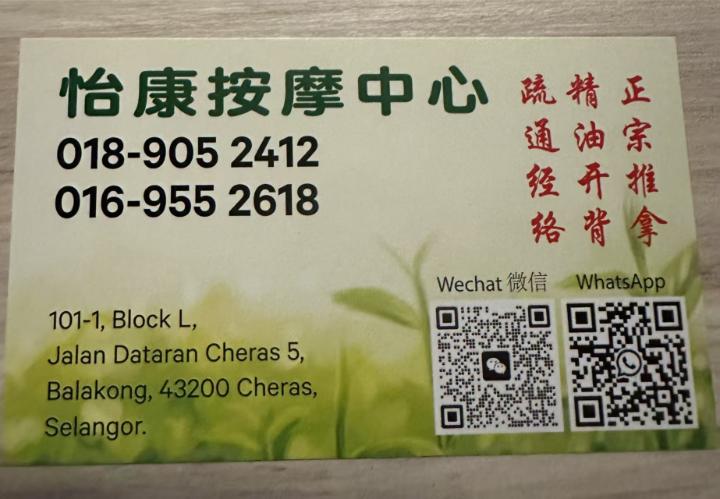 怡康按摩中心
018-905 2412
016-955 2618
正宗推拿
精油开背
疏通经络
101-1, Block L,
Jalan Dataran Cheras 5,
Balakong, 43200 Cheras,
Selangor.
Wechat 微信
WhatsApp